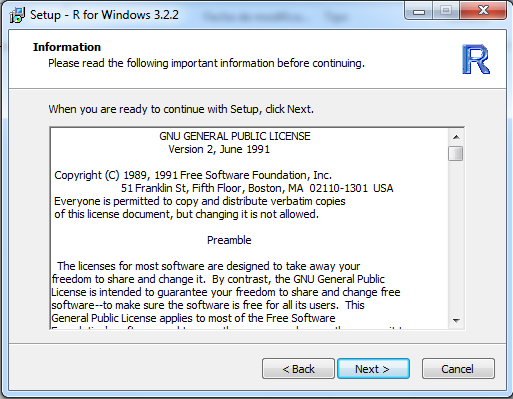 Setup - R for Windows 3.2.2
Fecha de modifica... Tipo
Information
Please read the following important information before continuing.
R
When you are ready to continue with Setup, click Next.
GNU GENERAL PUBLIC LICENSE
Version 2, June 1991
Copyright (C) 1989, 1991 Free Software Foundation, Inc.
51 Franklin St, Fifth Floor, Boston, MA 02110-1301 USA
Everyone is permitted to copy and distribute verbatim copies
of this license document, but changing it is not allowed.
Preamble
The licenses for most software are designed to take away your
freedom to share and change it. By contrast, the GNU General Public
License is intended to guarantee your freedom to share and change free
software--to make sure the software is free for all its users. This
General Public License applies to most of the Free Software
< Back
Next >
Cancel